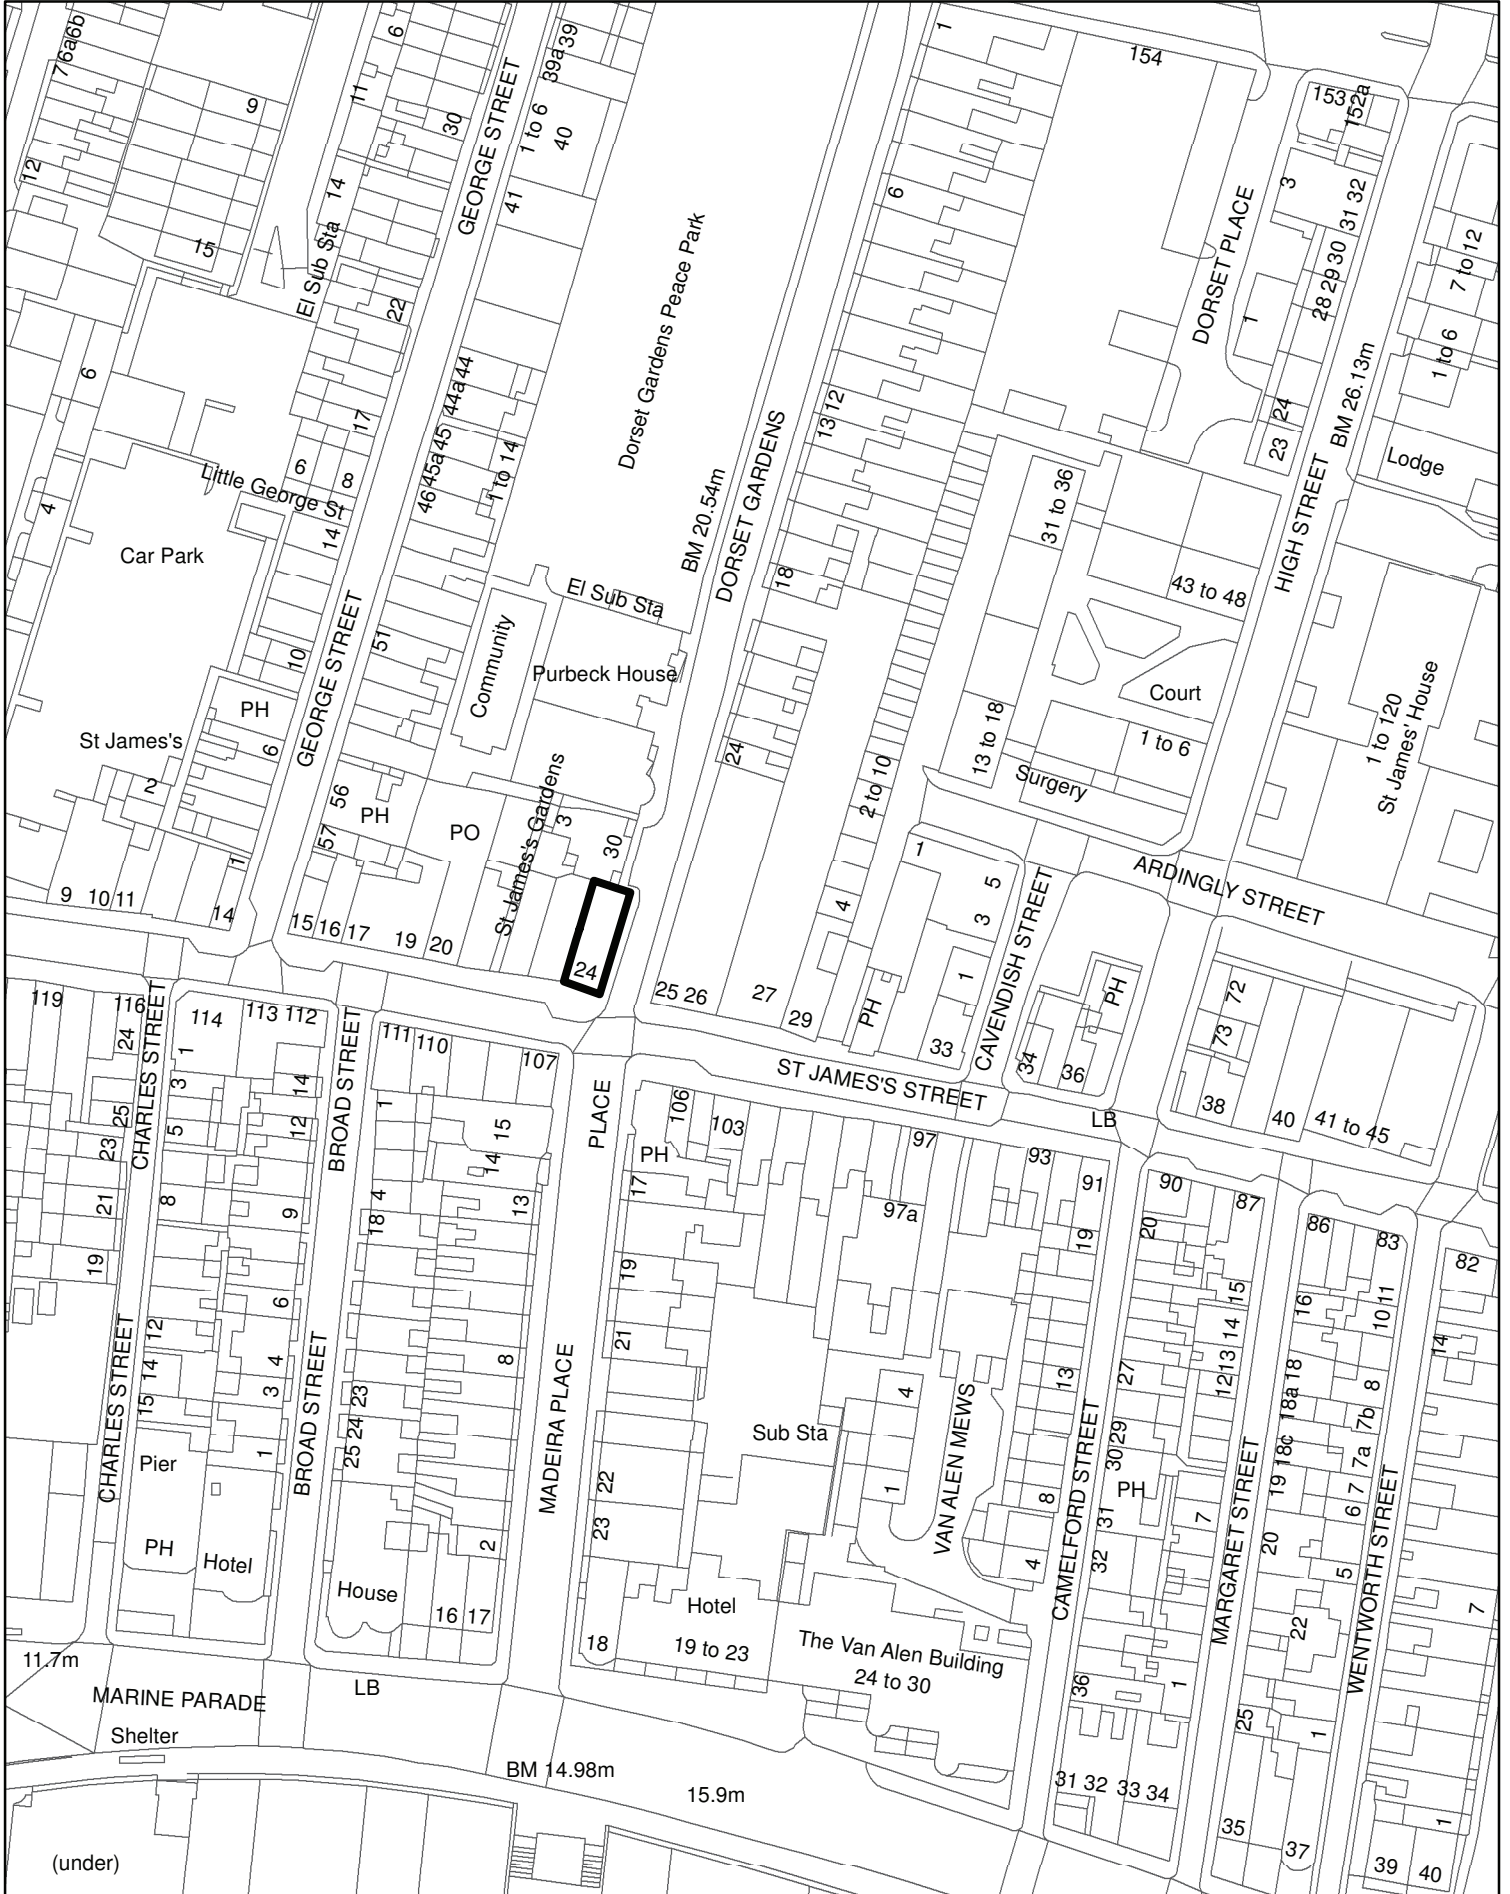 6b
6a
7
12
9
15
6
11
14
El Sub Sta
30
22
17
GEORGE STREET
39
39a
1 to 6
40
41
Dorset Gardens Peace Park
1
6
154
153
152a
3
31 32
DORSET PLACE
1
28 29 30
24
23
7 to 12
1 to 6
BM 26.13m
HIGH STREET
Lodge
6
4
Car Park
Little George St
6
8
14
10
44a 44
45a 45
46
1 to 14
51
GEORGE STREET
BM 20.54m
DORSET GARDENS
13 12
18
24
El Sub Sta
Community
Purbeck House
31 to 36
43 to 48
Court
1 to 6
13 to 18
Surgery
1 to 120
St James' House
St James's
2
PH
6
1
56
57
PH
PO
St James's Gardens
3
30
2 to 10
4
1
5
3
1
CAVENDISH STREET
ARDINGLY STREET
9
10
11
14
15
16
17
19
20
24
25 26
27
29
PH
33
34
36
PH
72
73
38
40
41 to 45
ST JAMES'S STREET
LB
119
116
24
25
23
21
19
CHARLES STREET
114
113
112
1
3
5
8
12
14
15
14
12
9
6
4
3
1
BROAD STREET
111
110
107
1
15
14
13
4
18
8
23
25 24
2
PLACE
106
103
PH
17
19
21
22
23
97
97a
93
91
19
90
20
87
86
83
82
13
8
4
4
1
Sub Sta
VAN ALEN MEWS
MADEIRA PLACE
CHARLES STREET
BROAD STREET
Pier
PH
Hotel
House
16
17
18
Hotel
19 to 23
The Van Alen Building
24 to 30
CAMELFORD STREET
27
30 29
PH
31
32
36
15
14
12 13
7
1
MARGARET STREET
16
18a 18
19 18c
20
22
25
10 11
8
7b
7a
6 7
5
1
WENTWORTH STREET
14
7
1
11.7m
MARINE PARADE
LB
Shelter
BM 14.98m
15.9m
31 32
33 34
35
37
39
40
(under)